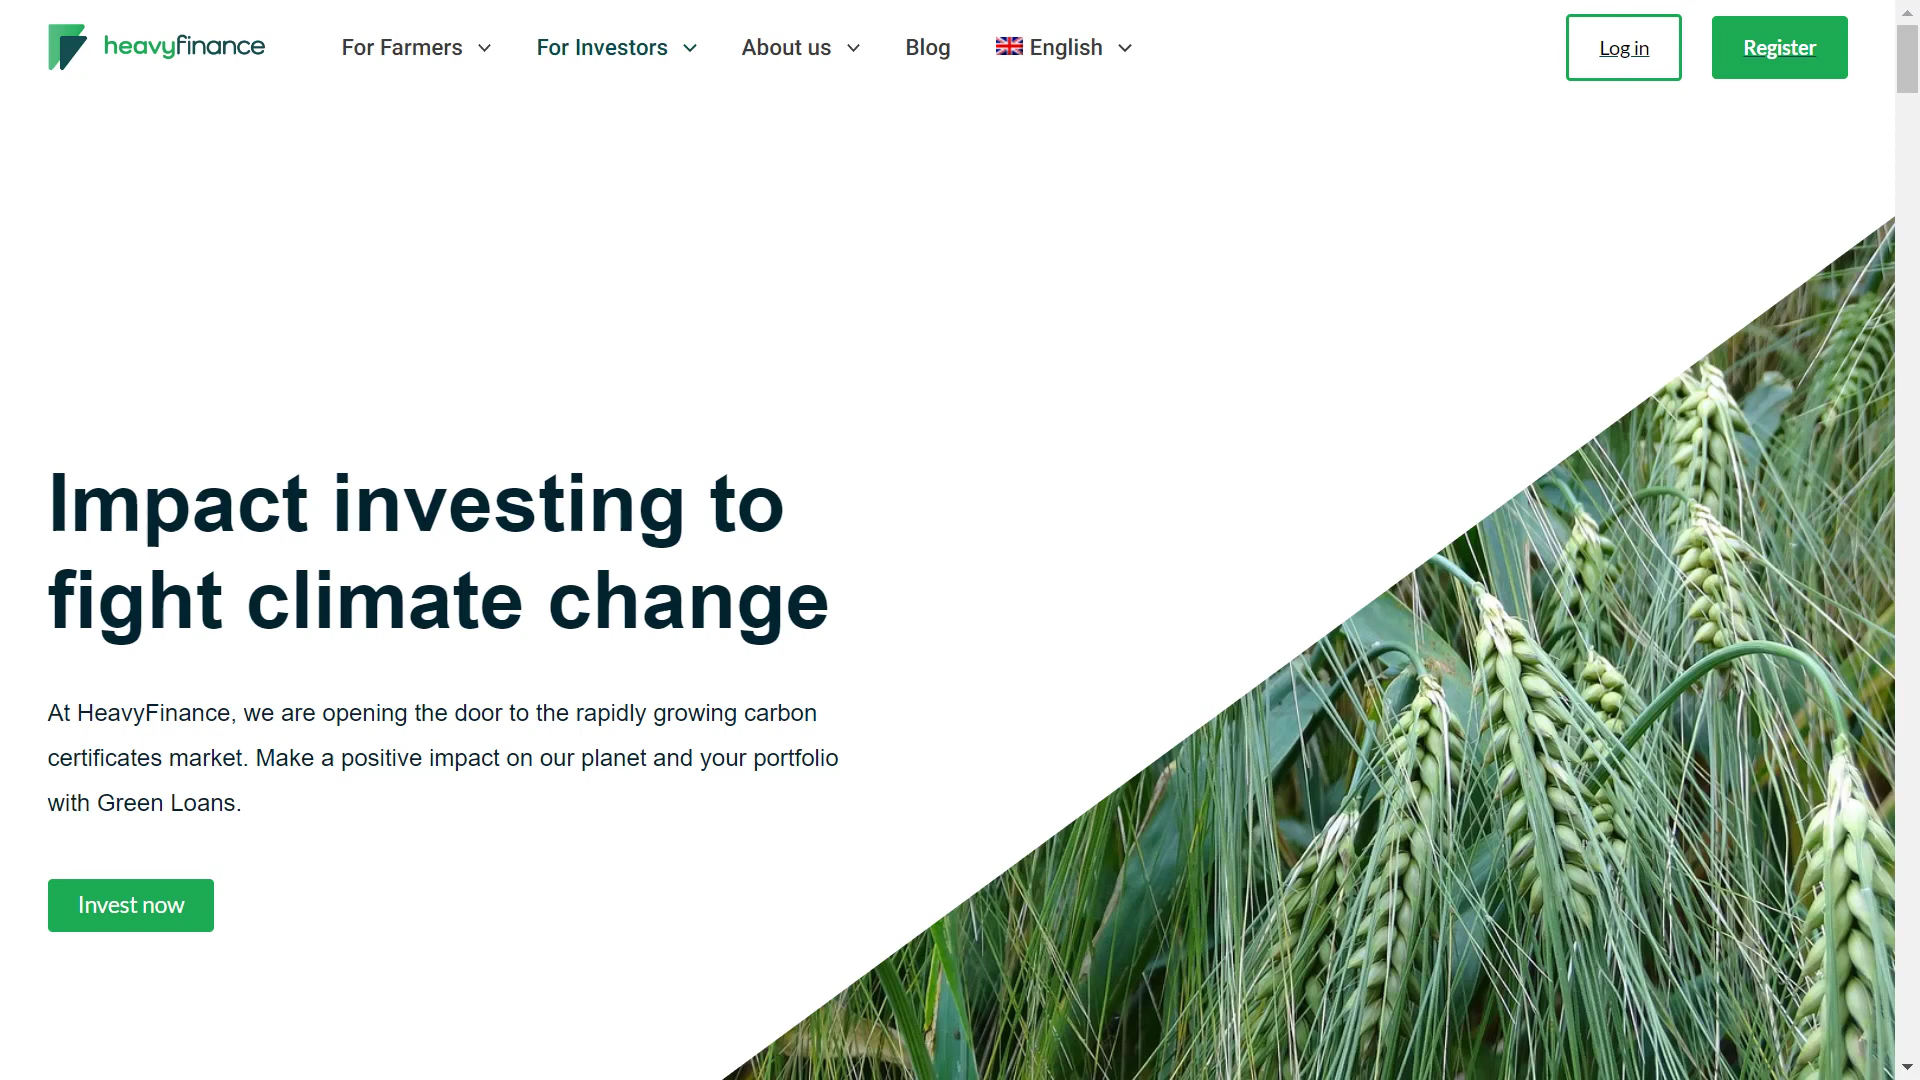 heavyfinance
For Farmers
For Investors
About us
Blog
English
Log in
Register
Impact investing to
fight climate change
At HeavyFinance, we are opening the door to the rapidly growing carbon
certificates market. Make a positive impact on our planet and your portfolio
with Green Loans.
Invest now